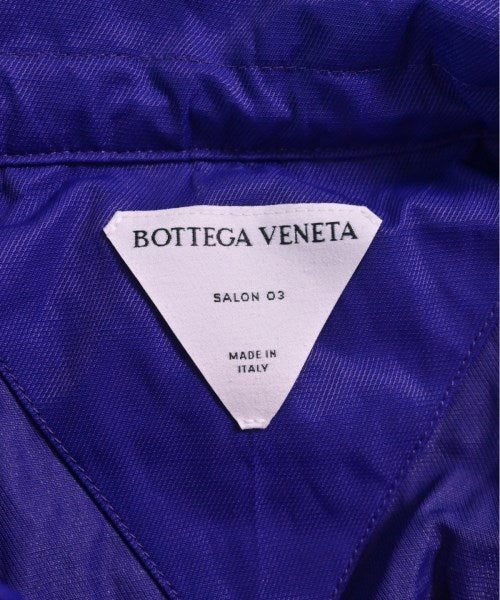 BOTTEGA VENETA
SALON 03
MADE IN
ITALY